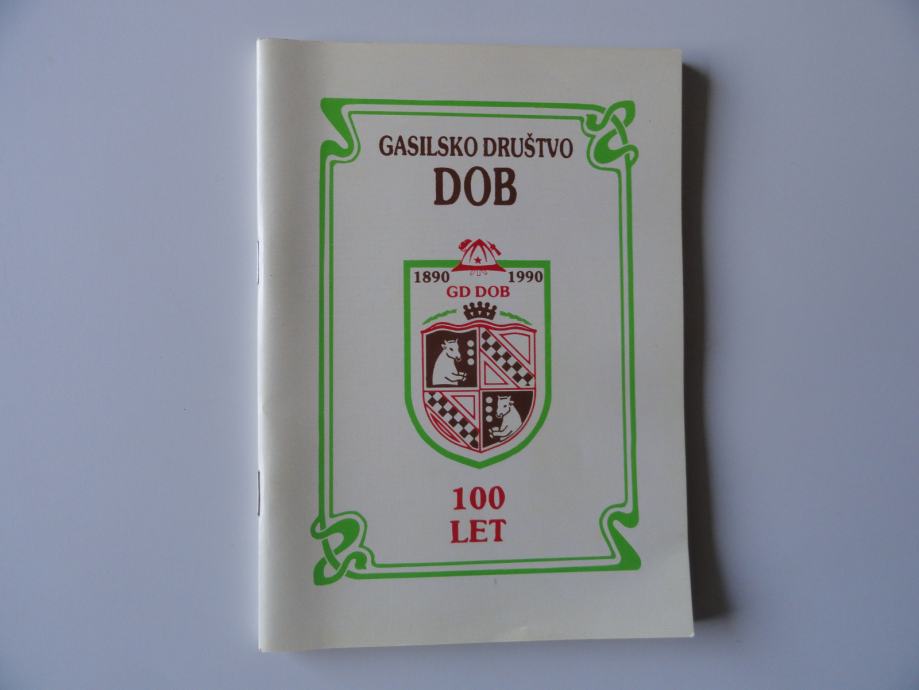 GASILSKO DRUŠTVO
DOB
1890 1990
GD DOB
100
LET